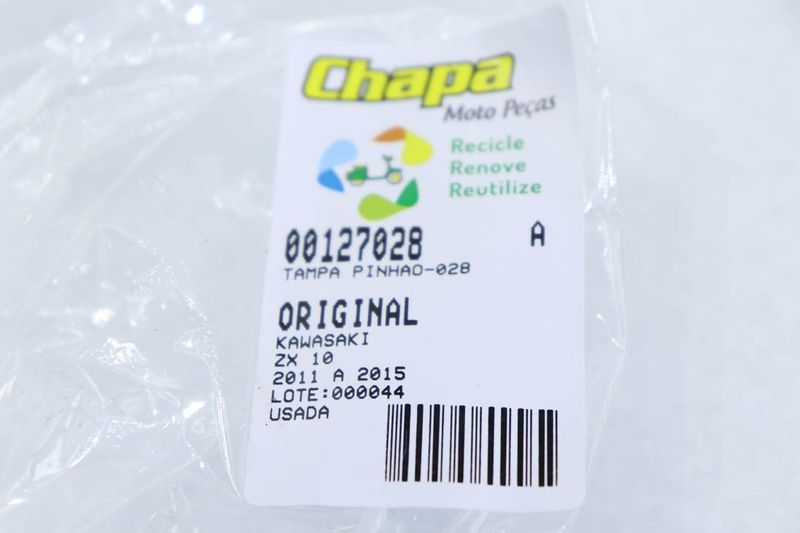 Chapa
Moto Peças
Recicle
Renove
Reutilize
00127028 A
TAMPA PINHAO-028
ORIGINAL
KAWASAKI
ZX 10
2011 A 2015
LOTE:000044
USADA